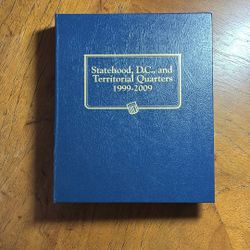 Statehood, D.C., and
Territorial Quarters
1999-2009